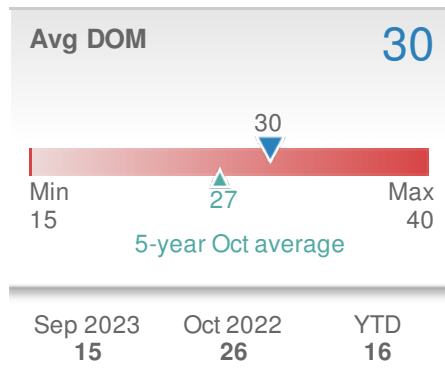 Avg DOM 30
30
Min Max
27
15 40
5-year Oct average
Sep 2023 Oct 2022 YTD
15 26 16